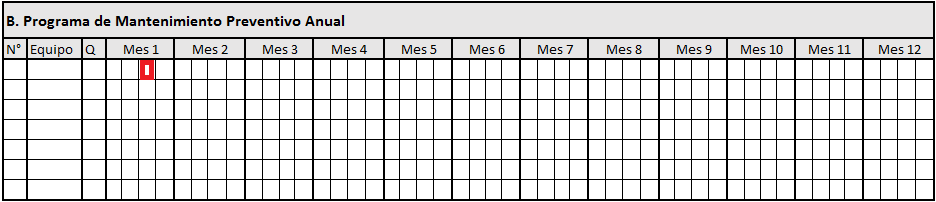 B. Programa de Mantenimiento Preventivo Anual
N° Equipo Q Mes 1 Mes 2 Mes 3 Mes 4 Mes 5 Mes 6 Mes 7 Mes 8 Mes 9 Mes 10 Mes 11 Mes 12
I